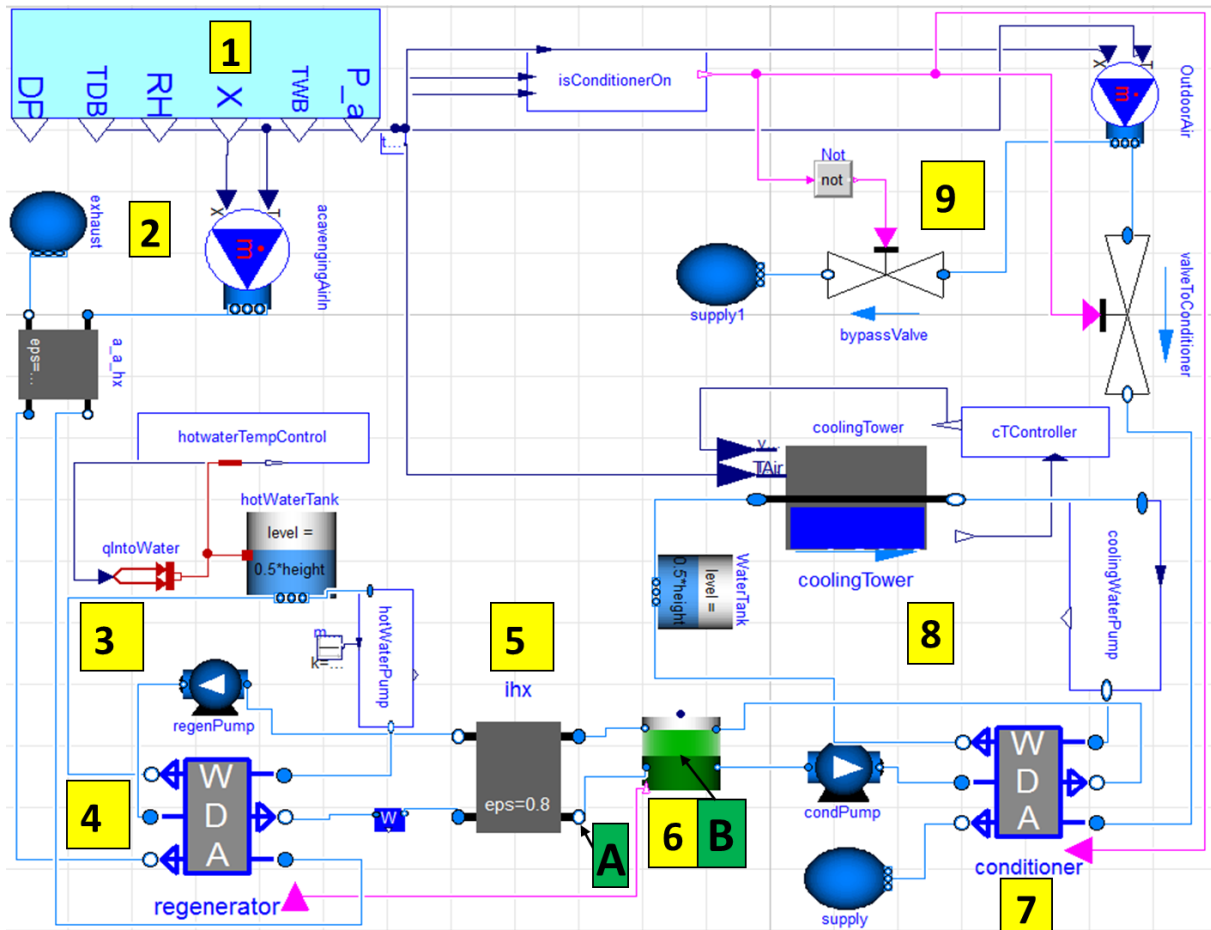 1
DP
TDB
RH
X
TWB
P_a
t...
isConditionerOn
X
T
ṁ
OutdoorAir
Not
not
9
exhaust
2
X
T
ṁ
acavengingAirIn
supply1
bypassValve
valveToConditioner
eps=...
a_a_hx
hotwaterTempControl
coolingTower
cTController
y...
TAir
hotWaterTank
level =
0.5*height
qIntoWater
WaterTank
level =
0.5*height
coolingTower
coolingWaterPump
3
m...
k=...
hotWaterPump
5
8
ihx
regenPump
W
D
A
4
W
eps=0.8
condPump
W
D
A
6
B
A
conditioner
regenerator
supply
7